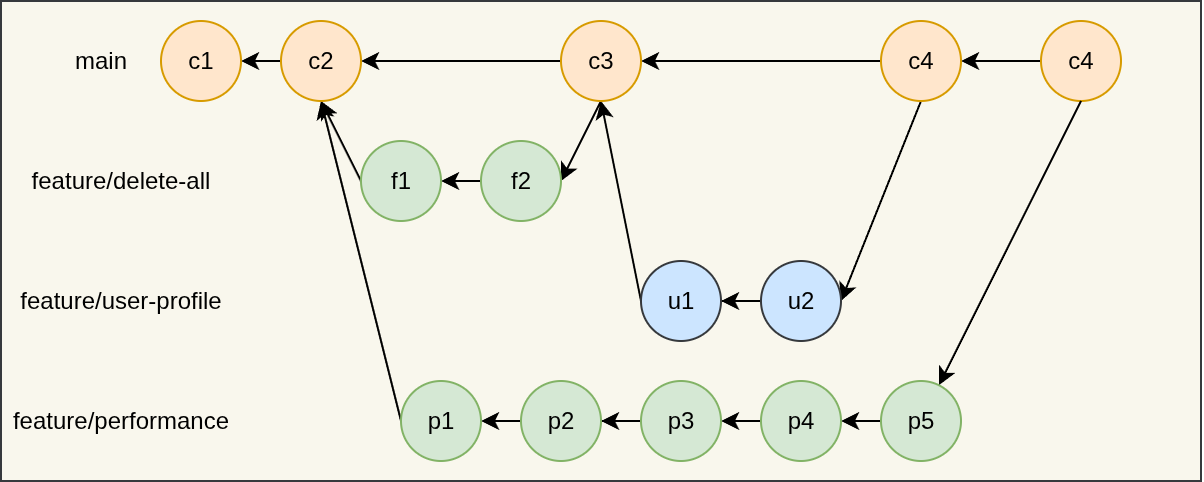 main c1 c2 c3 c4 c4
feature/delete-all f1 f2
feature/user-profile u1 u2
feature/performance p1 p2 p3 p4 p5